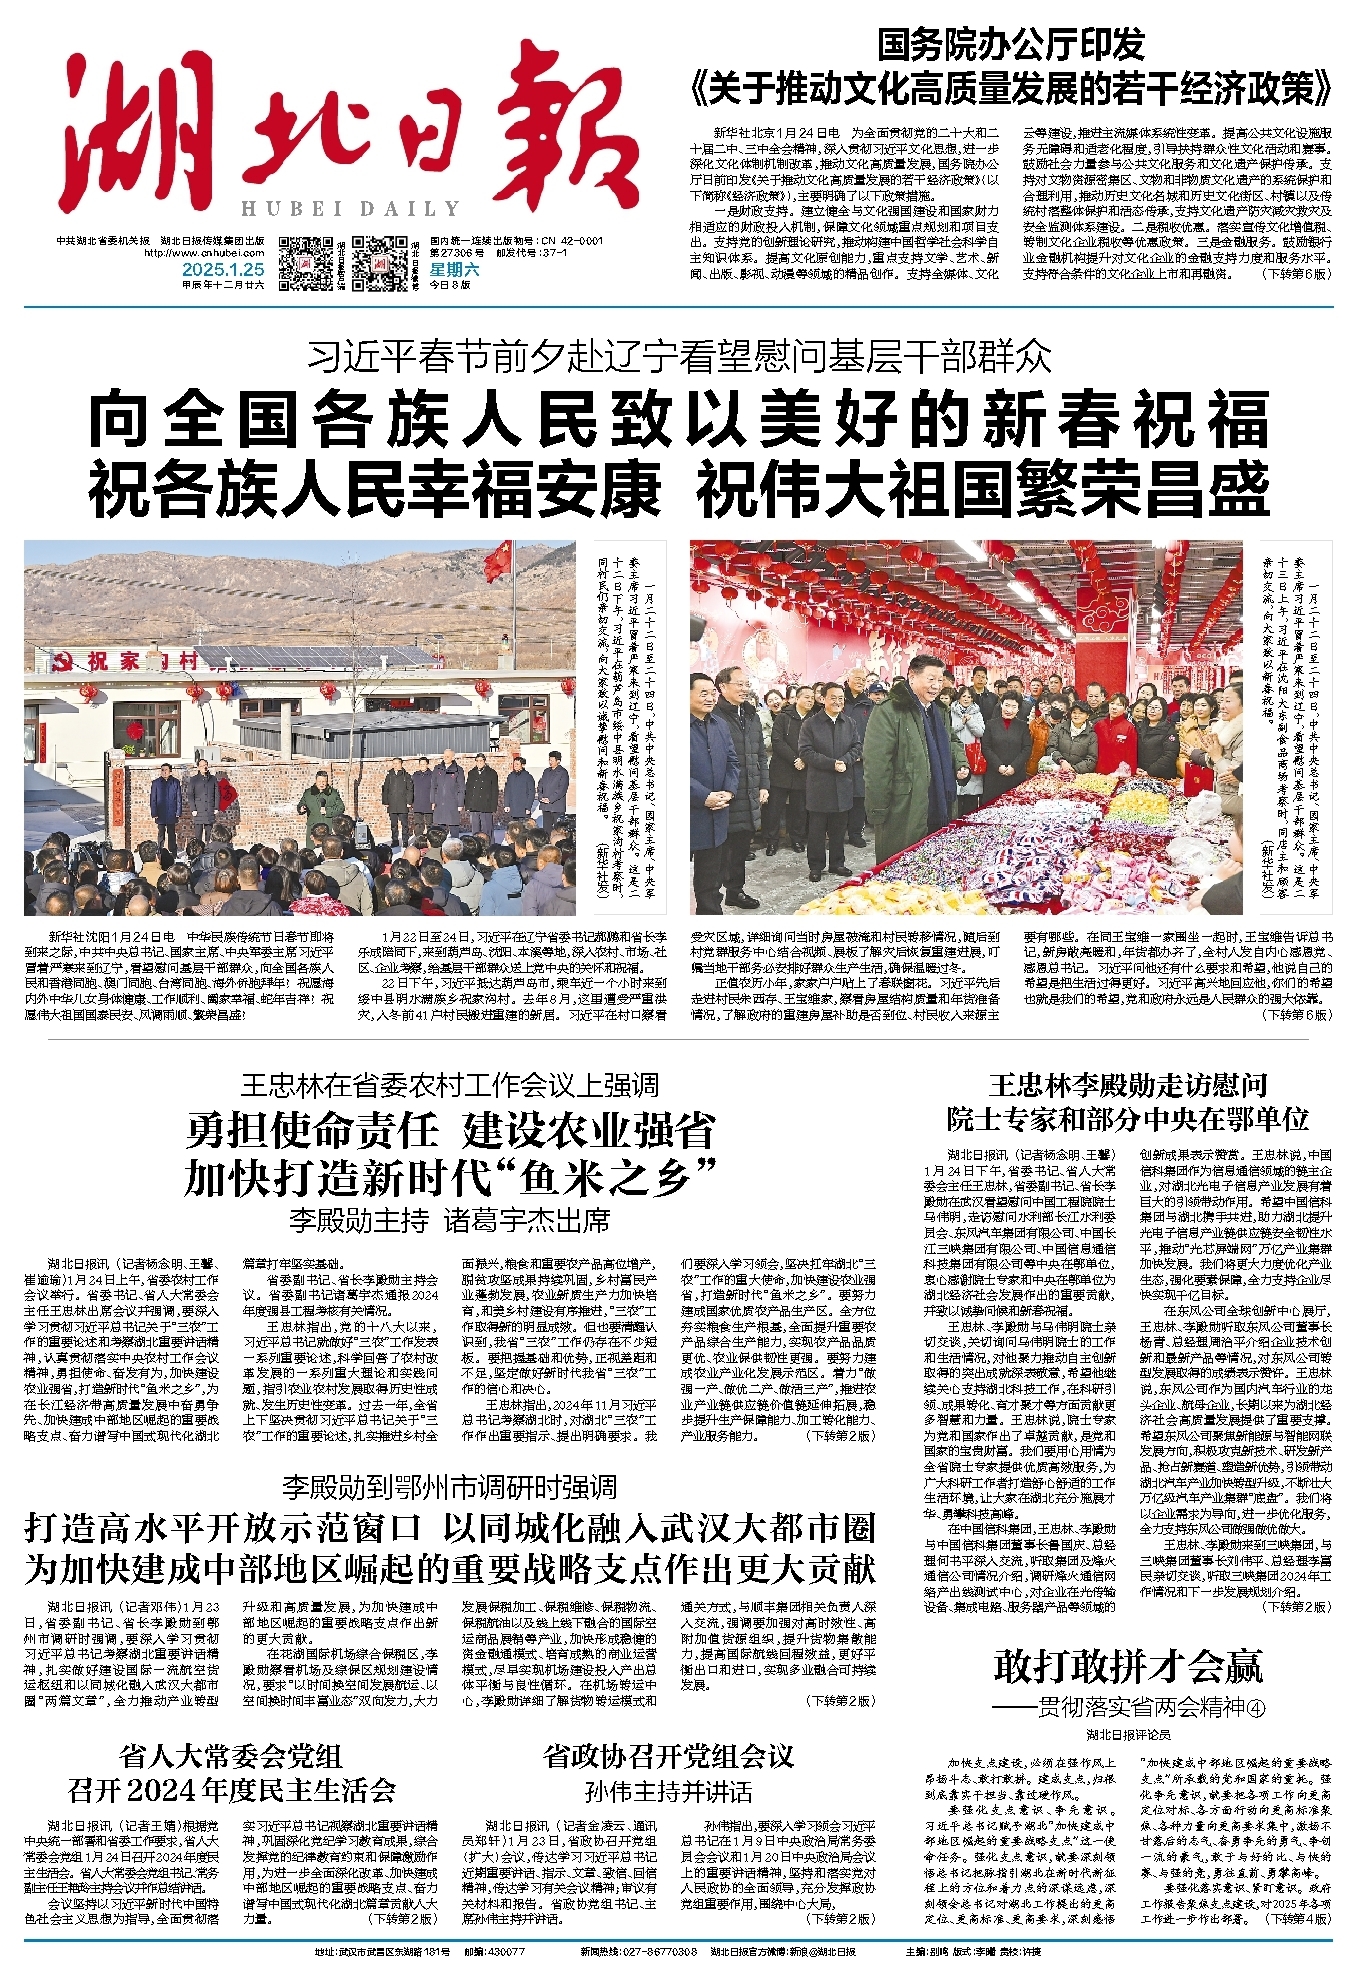 湖北日報
HUBEI DAILY
中共湖北省委机关报 湖北日报传媒集团出版
http://www.cnhubei.com
2025.1.25
甲辰年十二月廿六
国内统一连续出版物号:CN 42-0001
第27306号 邮发代号:37-1
星期六
今日8版
国务院办公厅印发
《关于推动文化高质量发展的若干经济政策》
新华社北京1月24日电 为全面贯彻党的二十大和二
十届二中、三中全会精神,深入贯彻习近平文化思想,进一步
深化文化体制机制改革,推动文化高质量发展,国务院办公
厅日前印发《关于推动文化高质量发展的若干经济政策》(以
下简称《经济政策》),主要明确了以下政策措施。
一是财政支持。建立健全与文化强国建设和国家财力
相适应的财政投入机制,保障文化领域重点规划和项目支
出。支持党的创新理论研究,推动构建中国哲学社会科学自
主知识体系。提高文化原创能力,重点支持文学、艺术、新
闻、出版、影视、动漫等领域的精品创作。支持全媒体、文化
云等建设,推进主流媒体系统性变革。提高公共文化设施服
务无障碍和适老化程度,引导扶持群众性文化活动和赛事。
鼓励社会力量参与公共文化服务和文化遗产保护传承。支
持对文物资源密集区、文物和非物质文化遗产的系统保护和
合理利用,推动历史文化名城和历史文化街区、村镇以及传
统村落整体保护和活态传承,支持文化遗产防灾减灾救灾及
安全监测体系建设。二是税收优惠。落实宣传文化增值税、
转制文化企业税收等优惠政策。三是金融服务。鼓励银行
业金融机构提升对文化企业的金融支持力度和服务水平。
支持符合条件的文化企业上市和再融资。 (下转第6版)
习近平春节前夕赴辽宁看望慰问基层干部群众
向全国各族人民致以美好的新春祝福
祝各族人民幸福安康 祝伟大祖国繁荣昌盛
祝家沟村
一月二十二日至二十四日,中共中央总书记、国家主席、中央军
委主席习近平冒着严寒来到辽宁,看望慰问基层干部群众。这是二
十二日下午,习近平在葫芦岛市绥中县明水满族乡祝家沟村考察时,
同村民们亲切交流,向大家致以诚挚慰问和新春祝福。
(新华社发)
一月二十二日至二十四日,中共中央总书记、国家主席、中央军
委主席习近平冒着严寒来到辽宁,看望慰问基层干部群众。这是二
十三日上午,习近平在沈阳大东副食品商场考察时,同店主和顾客
亲切交流,向大家致以新春祝福。
(新华社发)
新华社沈阳1月24日电 中华民族传统节日春节即将
到来之际,中共中央总书记、国家主席、中央军委主席习近平
冒着严寒来到辽宁,看望慰问基层干部群众,向全国各族人
民和香港同胞、澳门同胞、台湾同胞、海外侨胞拜年!祝愿海
内外中华儿女身体健康、工作顺利、阖家幸福、蛇年吉祥!祝
愿伟大祖国国泰民安、风调雨顺、繁荣昌盛!
1月22日至24日,习近平在辽宁省委书记郝鹏和省长李
乐成陪同下,来到葫芦岛、沈阳、本溪等地,深入农村、市场、社
区、企业考察,给基层干部群众送上党中央的关怀和祝福。
22日下午,习近平抵达葫芦岛市,乘车近一个小时来到
绥中县明水满族乡祝家沟村。去年8月,这里遭受严重洪
灾,入冬前41户村民搬进重建的新居。习近平在村口察看
受灾区域,详细询问当时房屋被淹和村民转移情况,随后到
村党群服务中心结合视频、展板了解灾后恢复重建进展,叮
嘱当地干部务必安排好群众生产生活,确保温暖过冬。
正值农历小年,家家户户贴上了春联窗花。习近平先后
走进村民朱西存、王宝维家,察看房屋结构质量和年货准备
情况,了解政府的重建房屋补助是否到位、村民收入来源主
要有哪些。在同王宝维一家围坐一起时,王宝维告诉总书
记,新房敞亮暖和,年货都办齐了,全村人发自内心感恩党、
感恩总书记。习近平问他还有什么要求和希望,他说自己的
希望是把生活过得更好。习近平高兴地回应他,你们的希望
也就是我们的希望,党和政府永远是人民群众的强大依靠。
(下转第6版)
王忠林在省委农村工作会议上强调
勇担使命责任 建设农业强省
加快打造新时代“鱼米之乡”
李殿勋主持 诸葛宇杰出席
湖北日报讯 (记者杨念明、王馨、
崔逾瑜)1月24日上午,省委农村工作
会议举行。省委书记、省人大常委会
主任王忠林出席会议并强调,要深入
学习贯彻习近平总书记关于“三农”工
作的重要论述和考察湖北重要讲话精
神,认真贯彻落实中央农村工作会议
精神,勇担使命、奋发有为,加快建设
农业强省,打造新时代“鱼米之乡”,为
在长江经济带高质量发展中奋勇争
先、加快建成中部地区崛起的重要战
略支点、奋力谱写中国式现代化湖北
篇章打牢坚实基础。
省委副书记、省长李殿勋主持会
议。省委副书记诸葛宇杰通报2024
年度强县工程考核有关情况。
王忠林指出,党的十八大以来,
习近平总书记就做好“三农”工作发表
一系列重要论述,科学回答了农村改
革发展的一系列重大理论和实践问
题,指引农业农村发展取得历史性成
就、发生历史性变革。过去一年,全省
上下坚决贯彻习近平总书记关于“三
农”工作的重要论述,扎实推进乡村全
面振兴,粮食和重要农产品高位增产,
脱贫攻坚成果持续巩固,乡村富民产
业蓬勃发展,农业新质生产力加快培
育,和美乡村建设有序推进,“三农”工
作取得新的明显成效。但也要清醒认
识到,我省“三农”工作仍存在不少短
板。要把握基础和优势,正视差距和
不足,坚定做好新时代我省“三农”工
作的信心和决心。
王忠林指出,2024年11月习近平
总书记考察湖北时,对湖北“三农”工
作作出重要指示、提出明确要求。我
们要深入学习领会,坚决扛牢湖北“三
农”工作的重大使命,加快建设农业强
省,打造新时代“鱼米之乡”。要努力
建成国家优质农产品生产区。全方位
夯实粮食生产根基,全面提升重要农
产品综合生产能力,实现农产品品质
更优、农业保供韧性更强。要努力建
成农业产业化发展示范区。着力“做
强一产、做优二产、做活三产”,推进农
业产业链供应链价值链延伸拓展,稳
步提升生产保障能力、加工转化能力、
产业服务能力。 (下转第2版)
王忠林李殿勋走访慰问
院士专家和部分中央在鄂单位
湖北日报讯 (记者杨念明、王馨)
1月24日下午,省委书记、省人大常
委会主任王忠林,省委副书记、省长李
殿勋在武汉看望慰问中国工程院院士
马伟明,走访慰问水利部长江水利委
员会、东风汽车集团有限公司、中国长
江三峡集团有限公司、中国信息通信
科技集团有限公司等中央在鄂单位,
衷心感谢院士专家和中央在鄂单位为
湖北经济社会发展作出的重要贡献,
并致以诚挚问候和新春祝福。
王忠林、李殿勋与马伟明院士亲
切交谈,关切询问马伟明院士的工作
和生活情况,对他聚力推动自主创新
取得的突出成就深表敬意,希望他继
续关心支持湖北科技工作,在科研引
领、成果转化、育才聚才等方面贡献更
多智慧和力量。王忠林说,院士专家
为党和国家作出了卓越贡献,是党和
国家的宝贵财富。我们要用心用情为
全省院士专家提供优质高效服务,为
广大科研工作者打造舒心舒适的工作
生活环境,让大家在湖北充分施展才
华、勇攀科技高峰。
在中国信科集团,王忠林、李殿勋
与中国信科集团董事长鲁国庆、总经
理何书平深入交流,听取集团及烽火
通信公司情况介绍,调研烽火通信网
络产出线测试中心,对企业在光传输
设备、集成电路、服务器产品等领域的
创新成果表示赞赏。王忠林说,中国
信科集团作为信息通信领域的链主企
业,对湖北光电子信息产业发展有着
巨大的引领带动作用。希望中国信科
集团与湖北携手共进,助力湖北提升
光电子信息产业链供应链安全韧性水
平,推动“光芯屏端网”万亿产业集群
加快发展。我们将更大力度优化产业
生态,强化要素保障,全力支持企业尽
快实现千亿目标。
在东风公司全球创新中心展厅,
王忠林、李殿勋听取东风公司董事长
杨青、总经理周治平介绍企业技术创
新和最新产品等情况,对东风公司转
型发展取得的成绩表示赞许。王忠林
说,东风公司作为国内汽车行业的龙
头企业、航母企业,长期以来为湖北经
济社会高质量发展提供了重要支撑。
希望东风公司聚焦新能源与智能网联
发展方向,积极攻克新技术、研发新产
品、抢占新赛道、塑造新优势,引领带动
湖北汽车产业加快转型升级,不断壮大
万亿级汽车产业集群“底盘”。我们将
以企业需求为导向,进一步优化服务,
全力支持东风公司做强做优做大。
王忠林、李殿勋来到三峡集团,与
三峡集团董事长刘伟平、总经理李富
民亲切交谈,听取三峡集团2024年工
作情况和下一步发展规划介绍。
(下转第2版)
李殿勋到鄂州市调研时强调
打造高水平开放示范窗口 以同城化融入武汉大都市圈
为加快建成中部地区崛起的重要战略支点作出更大贡献
湖北日报讯 (记者邓伟)1月23
日,省委副书记、省长李殿勋到鄂
州市调研时强调,要深入学习贯彻
习近平总书记考察湖北重要讲话精
神,扎实做好建设国际一流航空货
运枢纽和以同城化融入武汉大都市
圈“两篇文章”,全力推动产业转型
升级和高质量发展,为加快建成中
部地区崛起的重要战略支点作出新
的更大贡献。
在花湖国际机场综合保税区,李
殿勋察看机场及综保区规划建设情
况,要求“以时间换空间发展航运、以
空间换时间丰富业态”双向发力,大力
发展保税加工、保税维修、保税物流、
保税航油以及线上线下融合的国际空
运商品展销等产业,加快形成稳健的
资金融通模式、培育成熟的商业运营
模式,尽早实现机场建设投入产出总
体平衡与良性循环。在机场转运中
心,李殿勋详细了解货物转运模式和
通关方式,与顺丰集团相关负责人深
入交流,强调要加强对高时效性、高
附加值货源组织,提升货物集散能
力,提高国际航线回程效益,更好平
衡出口和进口,实现多业融合可持续
发展。
(下转第2版)
省人大常委会党组
召开2024年度民主生活会
湖北日报讯 (记者王婧)根据党
中央统一部署和省委工作要求,省人大
常委会党组1月24日召开2024年度民
主生活会。省人大常委会党组书记、常务
副主任王艳玲主持会议并作总结讲话。
会议坚持以习近平新时代中国特
色社会主义思想为指导,全面贯彻落
实习近平总书记视察湖北重要讲话精
神,巩固深化党纪学习教育成果,综合
发挥党的纪律教育约束和保障激励作
用,为进一步全面深化改革、加快建成
中部地区崛起的重要战略支点、奋力
谱写中国式现代化湖北篇章贡献人大
力量。 (下转第2版)
省政协召开党组会议
孙伟主持并讲话
湖北日报讯 (记者金凌云、通讯
员郑轩)1月23日,省政协召开党组
(扩大)会议,传达学习习近平总书记
近期重要讲话、指示、文章、致信、回信
精神,传达学习有关会议精神;审议有
关材料和报告。省政协党组书记、主
席孙伟主持并讲话。
孙伟指出,要深入学习领会习近平
总书记在1月9日中央政治局常务委
员会会议和1月20日中央政治局会议
上的重要讲话精神,坚持和落实党对
人民政协的全面领导,充分发挥政协
党组重要作用,围绕中心大局,
(下转第2版)
敢打敢拼才会赢
——贯彻落实省两会精神④
湖北日报评论员
加快支点建设,必须在强作风上
昂扬斗志、敢打敢拼。建成支点,归根
到底靠实干担当、靠过硬作风。
要强化支点意识、争先意识。
习近平总书记赋予湖北“加快建成中
部地区崛起的重要战略支点”这一使
命任务。强化支点意识,就要深刻领
悟总书记把脉指引湖北在新时代新征
程上的方位和着力点的深谋远虑,深
刻领会总书记对湖北工作提出的更高
定位、更高标准、更高要求,深刻感悟
“加快建成中部地区崛起的重要战略
支点”所承载的党和国家的重托。强
化争先意识,就要把各项工作向更高
定位对标、各方面行动向更高标准聚
焦、各种力量向更高要求集中,激扬不
甘落后的志气、奋勇争先的勇气、争创
一流的豪气,敢于与好的比、与快的
赛、与强的竞,勇往直前、勇攀高峰。
要强化落实意识、紧盯意识。政府
工作报告聚焦支点建设,对2025年各项
工作进一步作出部署。 (下转第4版)
地址:武汉市武昌区东湖路181号 邮编:430077 新闻热线:027-86770308 湖北日报官方微博:新浪@湖北日报 主编:别鸣 版式:李曙 责校:许捷